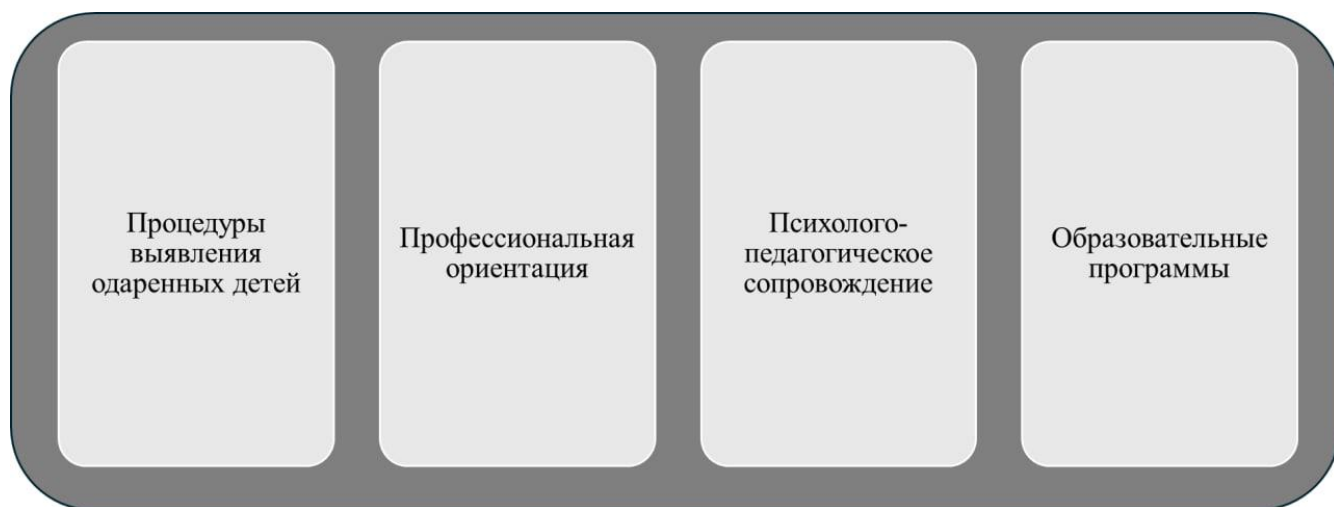 Процедуры
выявления
одаренных детей
Профессиональная
ориентация
Психолого-
педагогическое
сопровождение
Образовательные
программы